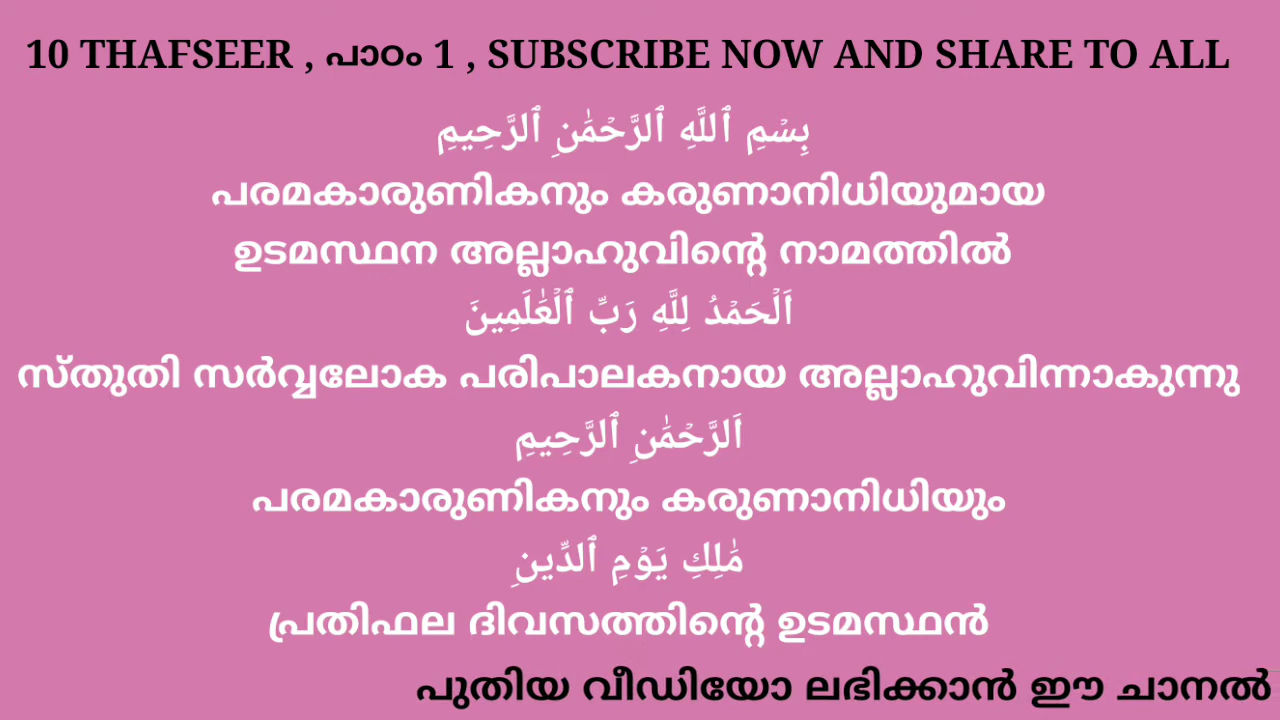 10 THAFSEER , പാഠം 1 , SUBSCRIBE NOW AND SHARE TO ALL
بِسْمِ ٱللَّهِ ٱلرَّحْمَٰنِ ٱلرَّحِيمِ
പരമകാരുണികനും കരുണാനിധിയുമായ
ഉടമസ്ഥന അല്ലാഹുവിന്റെ നാമത്തിൽ
اَلْحَمْدُ لِلَّهِ رَبِّ ٱلْعَٰلَمِينَ
സ്തുതി സർവ്വലോക പരിപാലകനായ അല്ലാഹുവിന്നാകുന്നു
اَلرَّحْمَٰنِ ٱلرَّحِيمِ
പരമകാരുണികനും കരുണാനിധിയും
مَٰلِكِ يَوْمِ ٱلدِّينِ
പ്രതിഫല ദിവസത്തിന്റെ ഉടമസ്ഥൻ
പുതിയ വീഡിയോ ലഭിക്കാൻ ഈ ചാനൽ